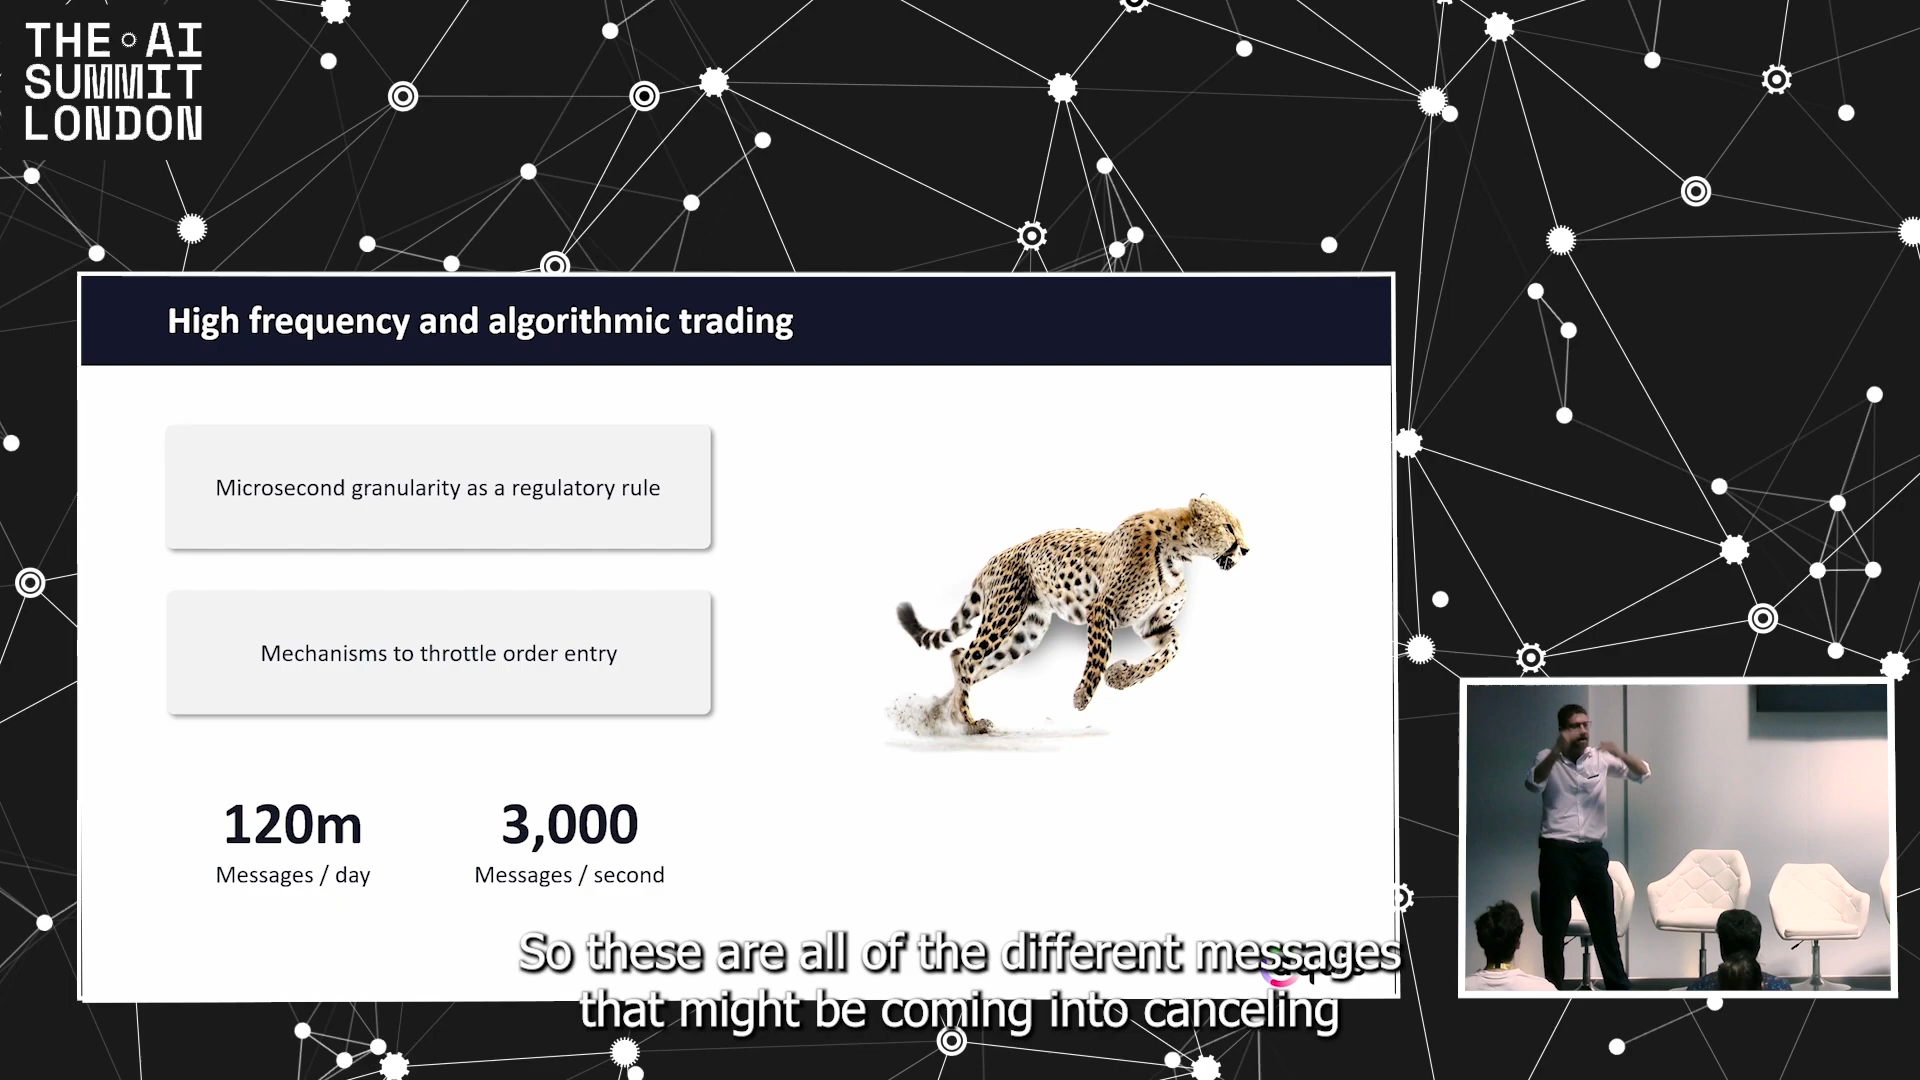 THE AI
SUMMIT
LONDON
High frequency and algorithmic trading
Microsecond granularity as a regulatory rule
Mechanisms to throttle order entry
120m
Messages / day
3,000
Messages / second
So these are all of the different messages
that might be coming into canceling